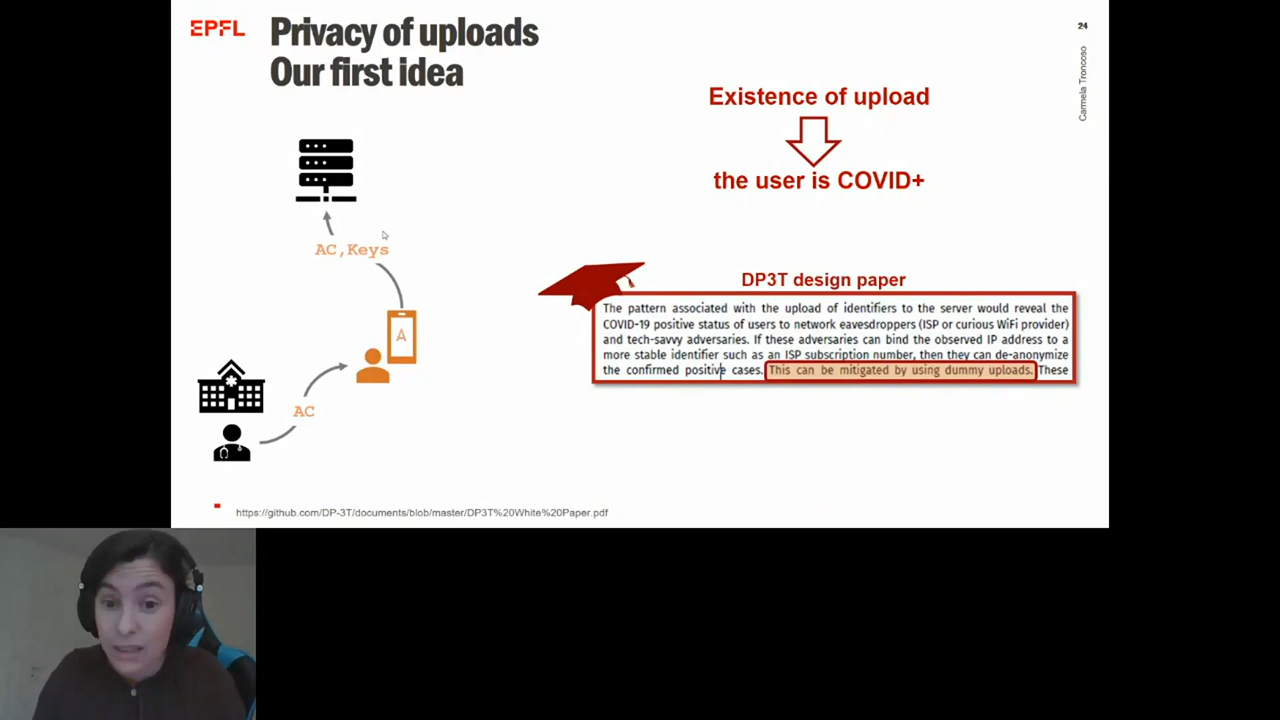 EPFL
Privacy of uploads
Our first idea
24
Carmela Troncoso
Existence of upload
the user is COVID+
AC,Keys
A
AC
DP3T design paper
The pattern associated with the upload of identifiers to the server would reveal the
COVID-19 positive status of users to network eavesdroppers (ISP or curious WiFi provider)
and tech-savvy adversaries. If these adversaries can bind the observed IP address to a
more stable identifier such as an ISP subscription number, then they can de-anonymize
the confirmed positive cases. This can be mitigated by using dummy uploads. These
https://github.com/DP-3T/documents/blob/master/DP3T%20White%20Paper.pdf